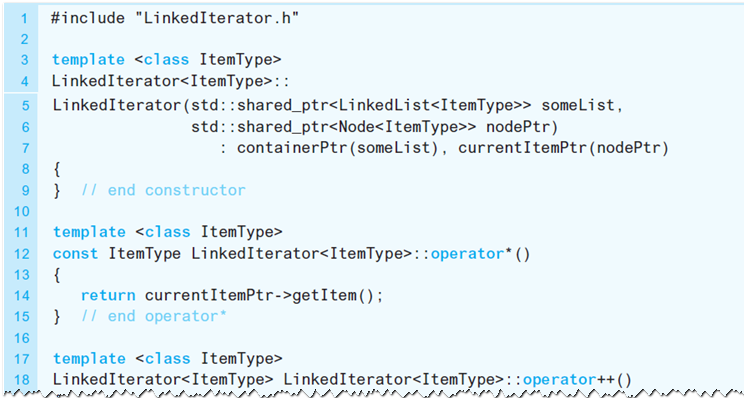 1 #include "LinkedIterator.h"
2
3 template <class ItemType>
4 LinkedIterator<ItemType>::
5 LinkedIterator(std::shared_ptr<LinkedList<ItemType>> someList,
6 std::shared_ptr<Node<ItemType>> nodePtr)
7 : containerPtr(someList), currentItemPtr(nodePtr)
8 {
9 } // end constructor
10
11 template <class ItemType>
12 const ItemType LinkedIterator<ItemType>::operator*()
13 {
14 return currentItemPtr->getItem();
15 } // end operator*
16
17 template <class ItemType>
18 LinkedIterator<ItemType> LinkedIterator<ItemType>::operator++()